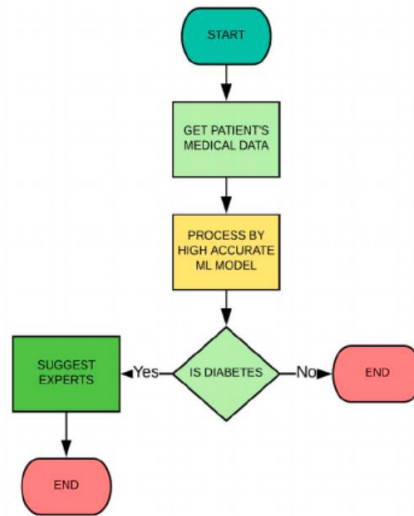 START
GET PATIENT'S
MEDICAL DATA
PROCESS BY
HIGH ACCURATE
ML MODEL
IS DIABETES
Yes
No
SUGGEST
EXPERTS
END
END